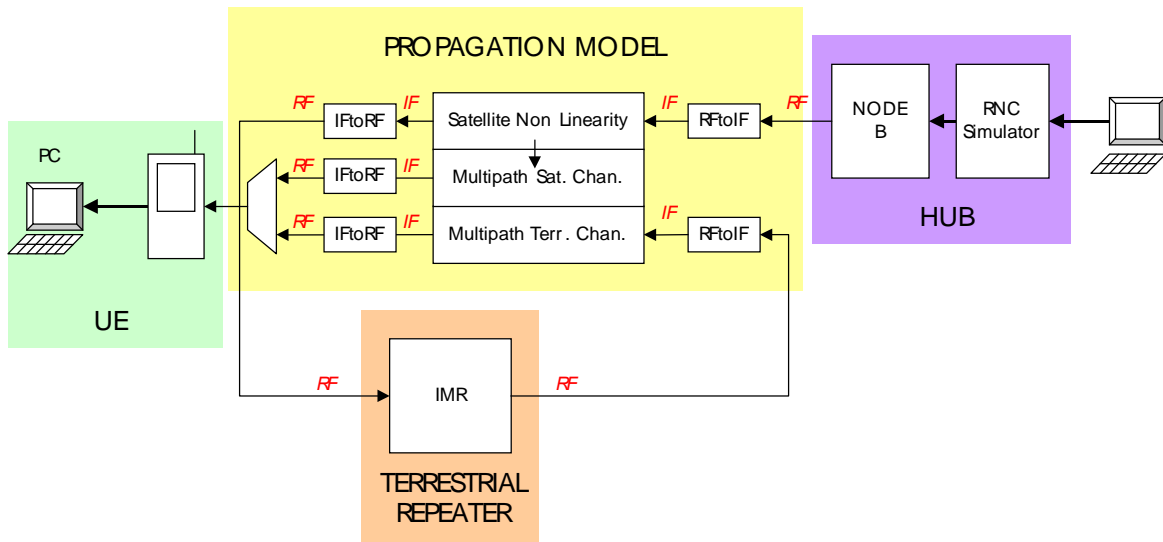 PROPAGATION MODEL
RF IF IF RF
IFtoRF Satellite Non Linearity RFtoIF
NODE
B
RNC
Simulator
PC
RF IF
IFtoRF Multipath Sat. Chan.
RF IF IF
IFtoRF Multipath Terr. Chan. RFtoIF
HUB
UE
RF RF
IMR
TERRESTRIAL
REPEATER